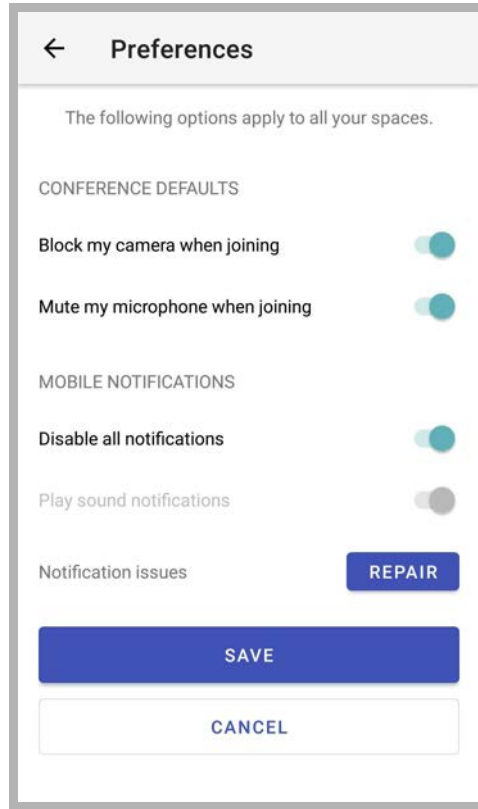 Preferences
The following options apply to all your spaces.
CONFERENCE DEFAULTS
Block my camera when joining
Mute my microphone when joining
MOBILE NOTIFICATIONS
Disable all notifications
Play sound notifications
Notification issues REPAIR
SAVE
CANCEL